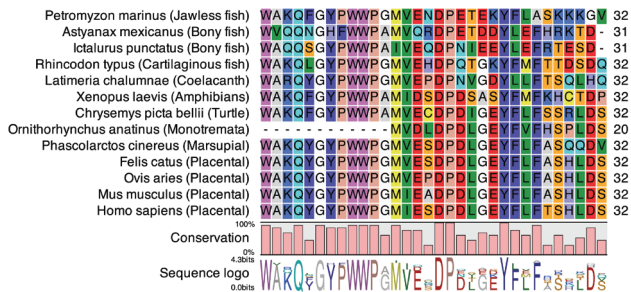 Petromyzon marinus (Jawless fish) WAKQFGYPWWPGMVENDPETEKYFLASKKKGV 32
Astyanax mexicanus (Bony fish) WVQQNGHFWWPAMVQRDPETDDYLEFHRKTD- 31
Ictalurus punctatus (Bony fish) WAQQSGYPWWPAIVEQDPNIEEYLEFRTESD- 31
Rhincodon typus (Cartilaginous fish) WAKQLGYPWWPGMVEHDPQTGKYFMFTTDSDQ 32
Latimeria chalumnae (Coelacanth) WARQYGYPWWPGMVEPDPNVGDYLLFTSQLHQ 32
Xenopus laevis (Amphibians) WAKQFGYPWWPAMIDSDPDSASYFMFKHCTDP 32
Chrysemys picta bellii (Turtle) WAKQFGYPWWPGMVECDPDIGEYFLFSSRLDS 32
Ornithorhynchus anatinus (Monotremata) ------------MVDLDPDLGEYFVFHSPLDS 20
Phascolarctos cinereus (Marsupial) WAKQYGYPWWPGMVESDPDLGEYFLFASQQDV 32
Felis catus (Placental) WAKQYGYPWWPGMVESDPDLGEYFLFASHLDS 32
Ovis aries (Placental) WAKQYGYPWWPGMVEPDPDLGEYFLFTSHLDS 32
Mus musculus (Placental) WAKQYGYPWWPGMIEADPDLGEYFLFASHLDS 32
Homo sapiens (Placental) WAKQYGYPWWPGMIESDPDLGEYFLFTSHLDS 32
100%
Conservation
0%
4.3bits
Sequence logo
0.0bits